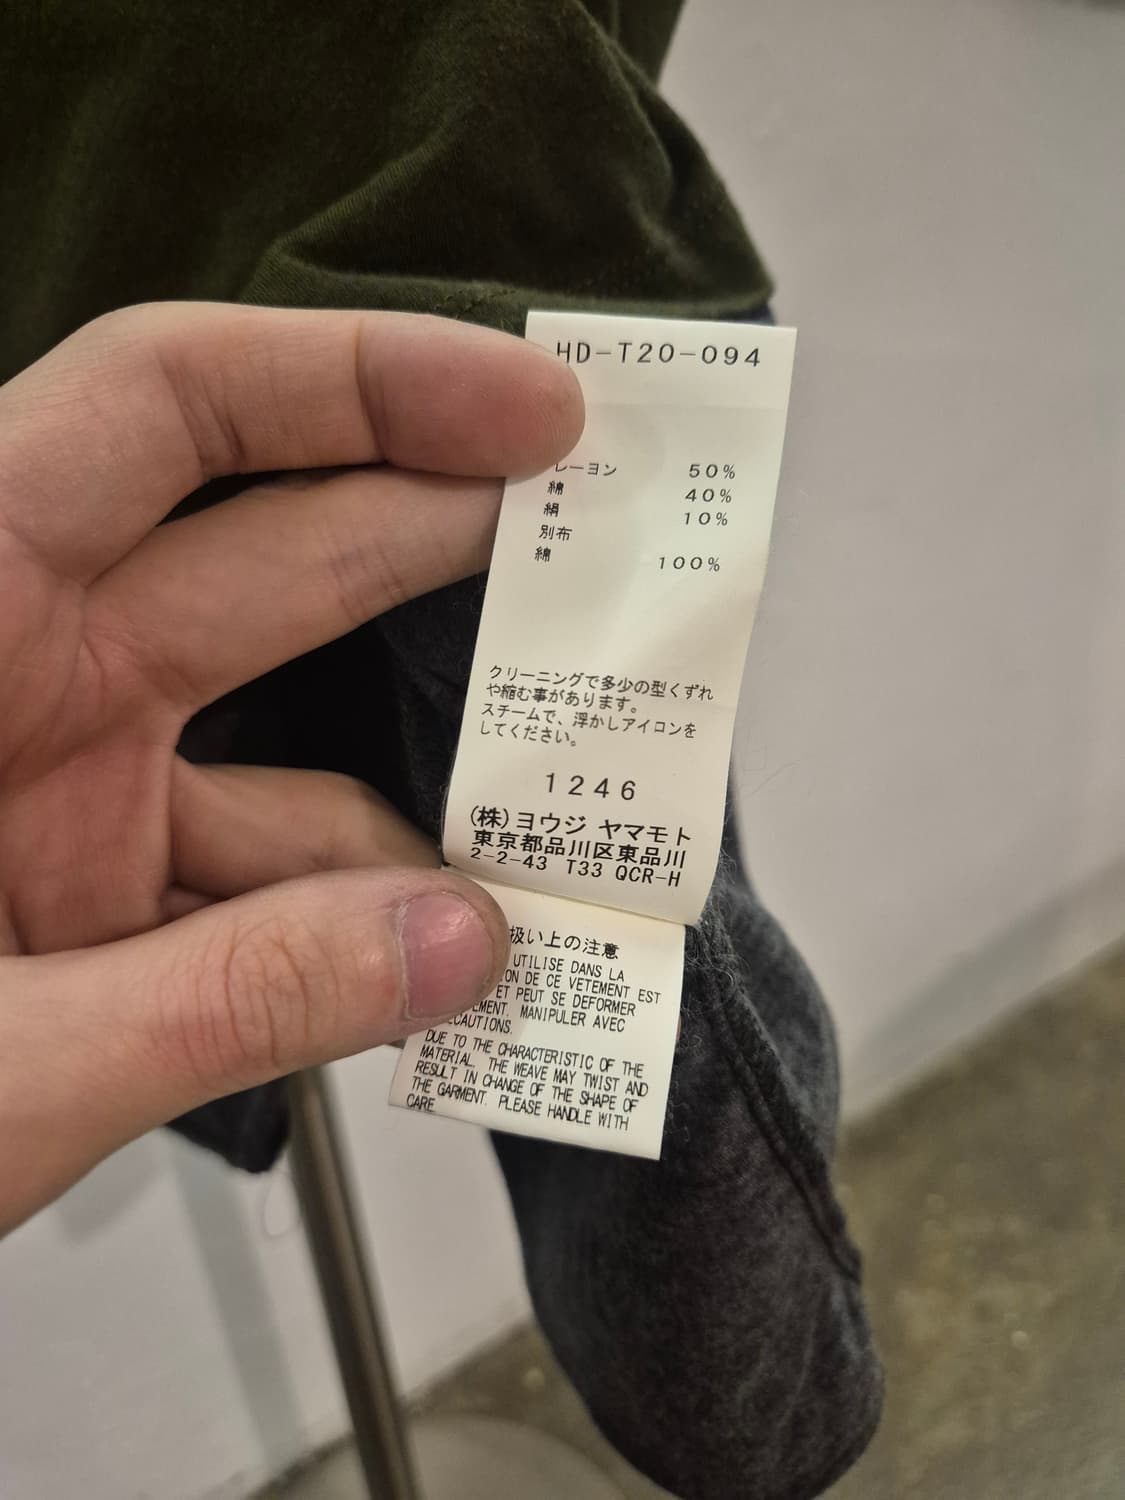 HD-T20-094
レーヨン 50%
綿 40%
絹 10%
別布
綿 100%
クリーニングで多少の型くずれ
や縮む事があります。
スチームで、浮かしアイロンを
してください。
1246
(株)ヨウジ ヤマモト
東京都品川区東品川
2-2-43 T33 QCR-H
扱い上の注意
UTILISE DANS LA
ON DE CE VETEMENT EST
ET PEUT SE DEFORMER
EMENT. MANIPULER AVEC
CAUTIONS.
DUE TO THE CHARACTERISTIC OF THE
MATERIAL, THE WEAVE MAY TWIST AND
RESULT IN CHANGE OF THE SHAPE OF
THE GARMENT. PLEASE HANDLE WITH
CARE